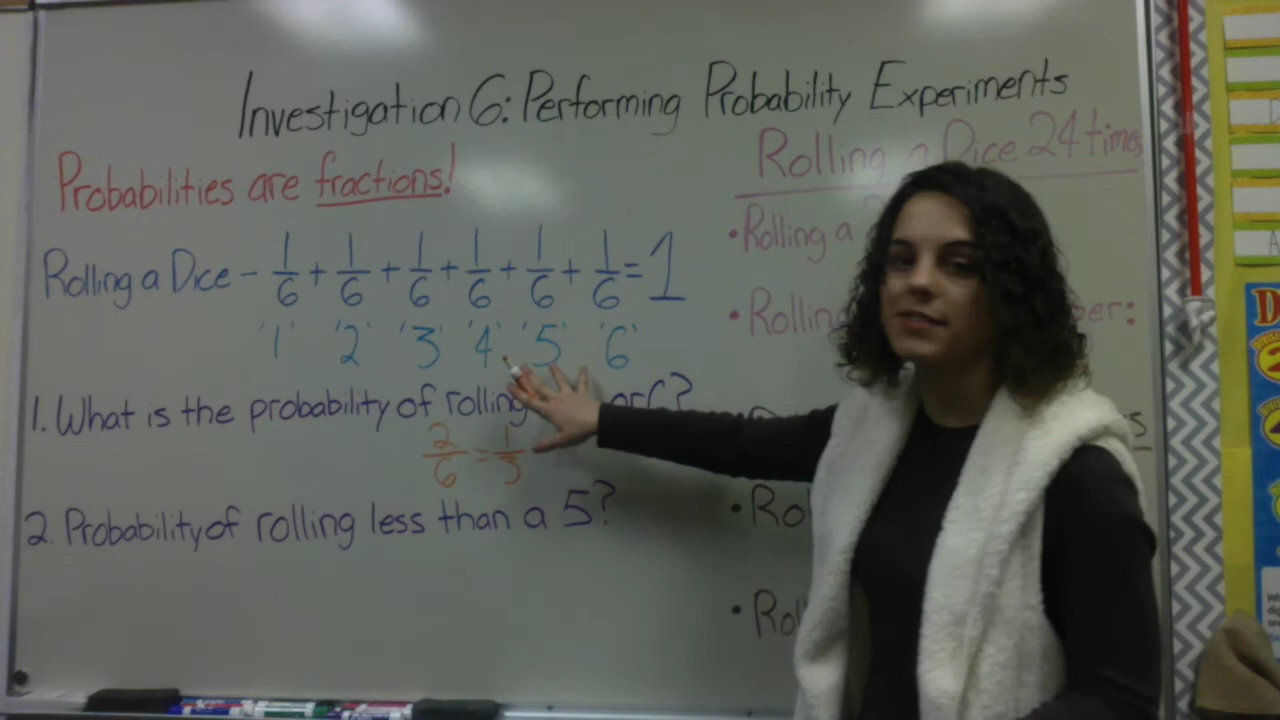 Investigation 6: Performing Probability Experiments
Probabilities are fractions!
Rolling a Dice - 1/6 + 1/6 + 1/6 + 1/6 + 1/6 + 1/6 = 1
'1' '2' '3' '4' '5' '6'
1. What is the probability of rolling or 6?
2/6 = 1/3
2. Probability of rolling less than a 5?
Rolling a Dice 24 times
• Rolling a
• Rolling